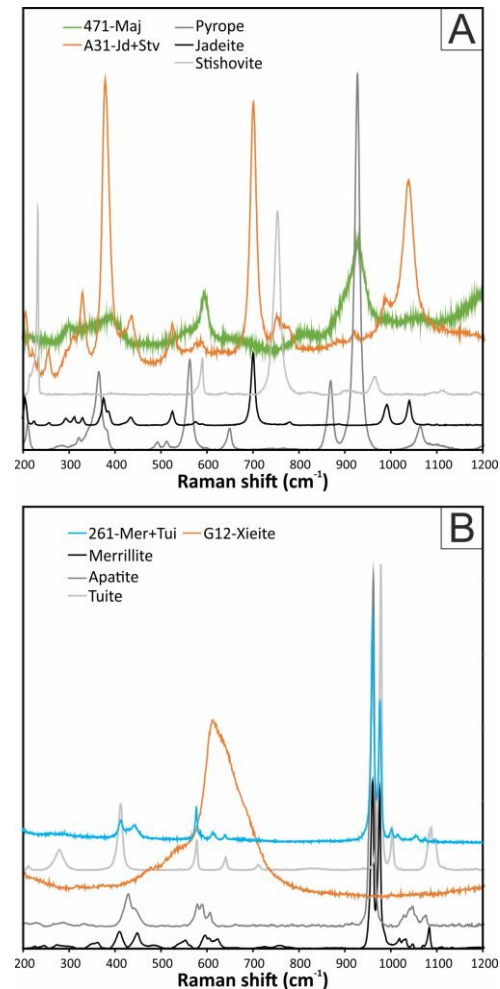 A
471-Maj Pyrope
A31-Jd+Stv Jadeite
Stishovite
200 300 400 500 600 700 800 900 1000 1100 1200
Raman shift (cm⁻¹)
B
261-Mer+Tui G12-Xieite
Merrillite
Apatite
Tuite
200 300 400 500 600 700 800 900 1000 1100 1200
Raman shift (cm⁻¹)